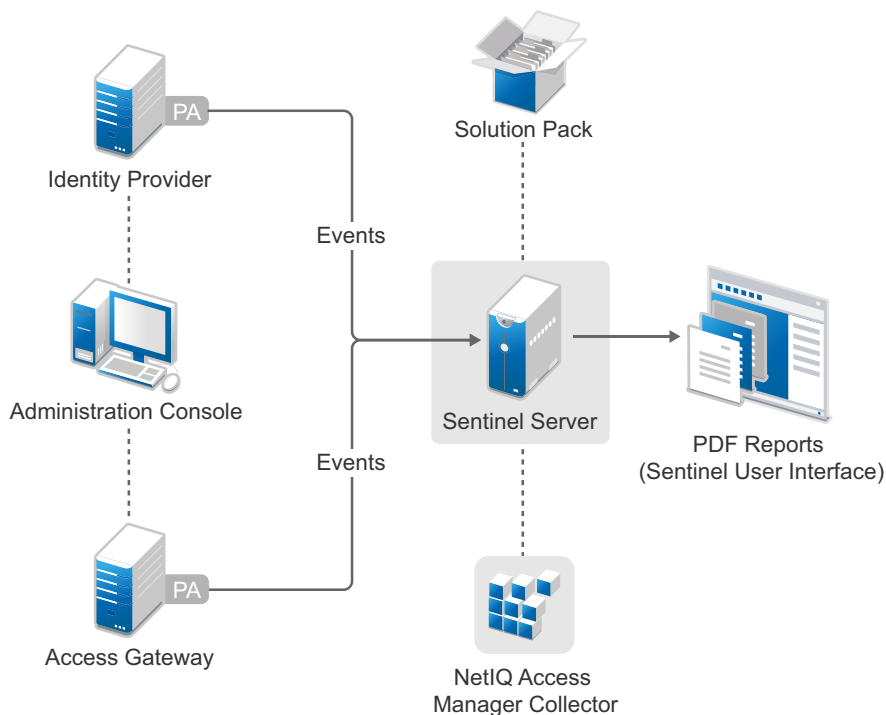 PA
Identity Provider
Solution Pack
Events
Administration Console
Sentinel Server
PDF Reports
(Sentinel User Interface)
Events
PA
Access Gateway
NetIQ Access
Manager Collector